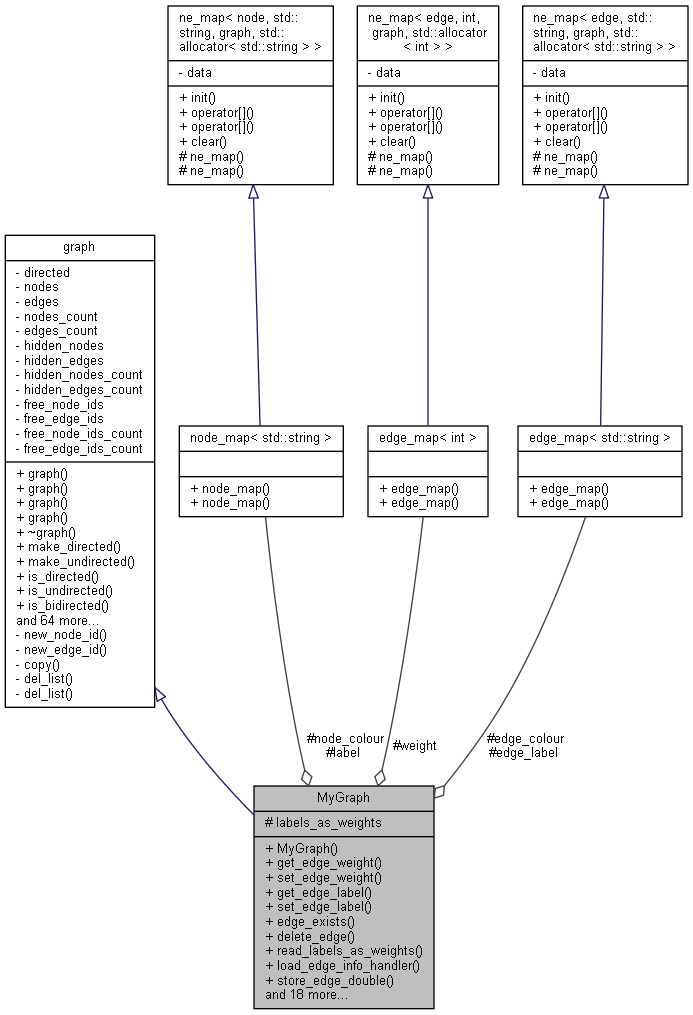 ne_map< node, std::
string, graph, std::
allocator< std::string > >
- data
+ init()
+ operator[]()
+ operator[]()
+ clear()
# ne_map()
# ne_map()
ne_map< edge, int,
graph, std::allocator
< int > >
- data
+ init()
+ operator[]()
+ operator[]()
+ clear()
# ne_map()
# ne_map()
ne_map< edge, std::
string, graph, std::
allocator< std::string > >
- data
+ init()
+ operator[]()
+ operator[]()
+ clear()
# ne_map()
# ne_map()
graph
- directed
- nodes
- edges
- nodes_count
- edges_count
- hidden_nodes
- hidden_edges
- hidden_nodes_count
- hidden_edges_count
- free_node_ids
- free_edge_ids
- free_node_ids_count
- free_edge_ids_count
+ graph()
+ graph()
+ graph()
+ graph()
+ ~graph()
+ make_directed()
+ make_undirected()
+ is_directed()
+ is_undirected()
+ is_bidirected()
and 64 more...
- new_node_id()
- new_edge_id()
- copy()
- del_list()
- del_list()
node_map< std::string >
+ node_map()
+ node_map()
edge_map< int >
+ edge_map()
+ edge_map()
edge_map< std::string >
+ edge_map()
+ edge_map()
#node_colour
#label
#weight
#edge_colour
#edge_label
MyGraph
# labels_as_weights
+ MyGraph()
+ get_edge_weight()
+ set_edge_weight()
+ get_edge_label()
+ set_edge_label()
+ edge_exists()
+ delete_edge()
+ read_labels_as_weights()
+ load_edge_info_handler()
+ store_edge_double()
and 18 more...